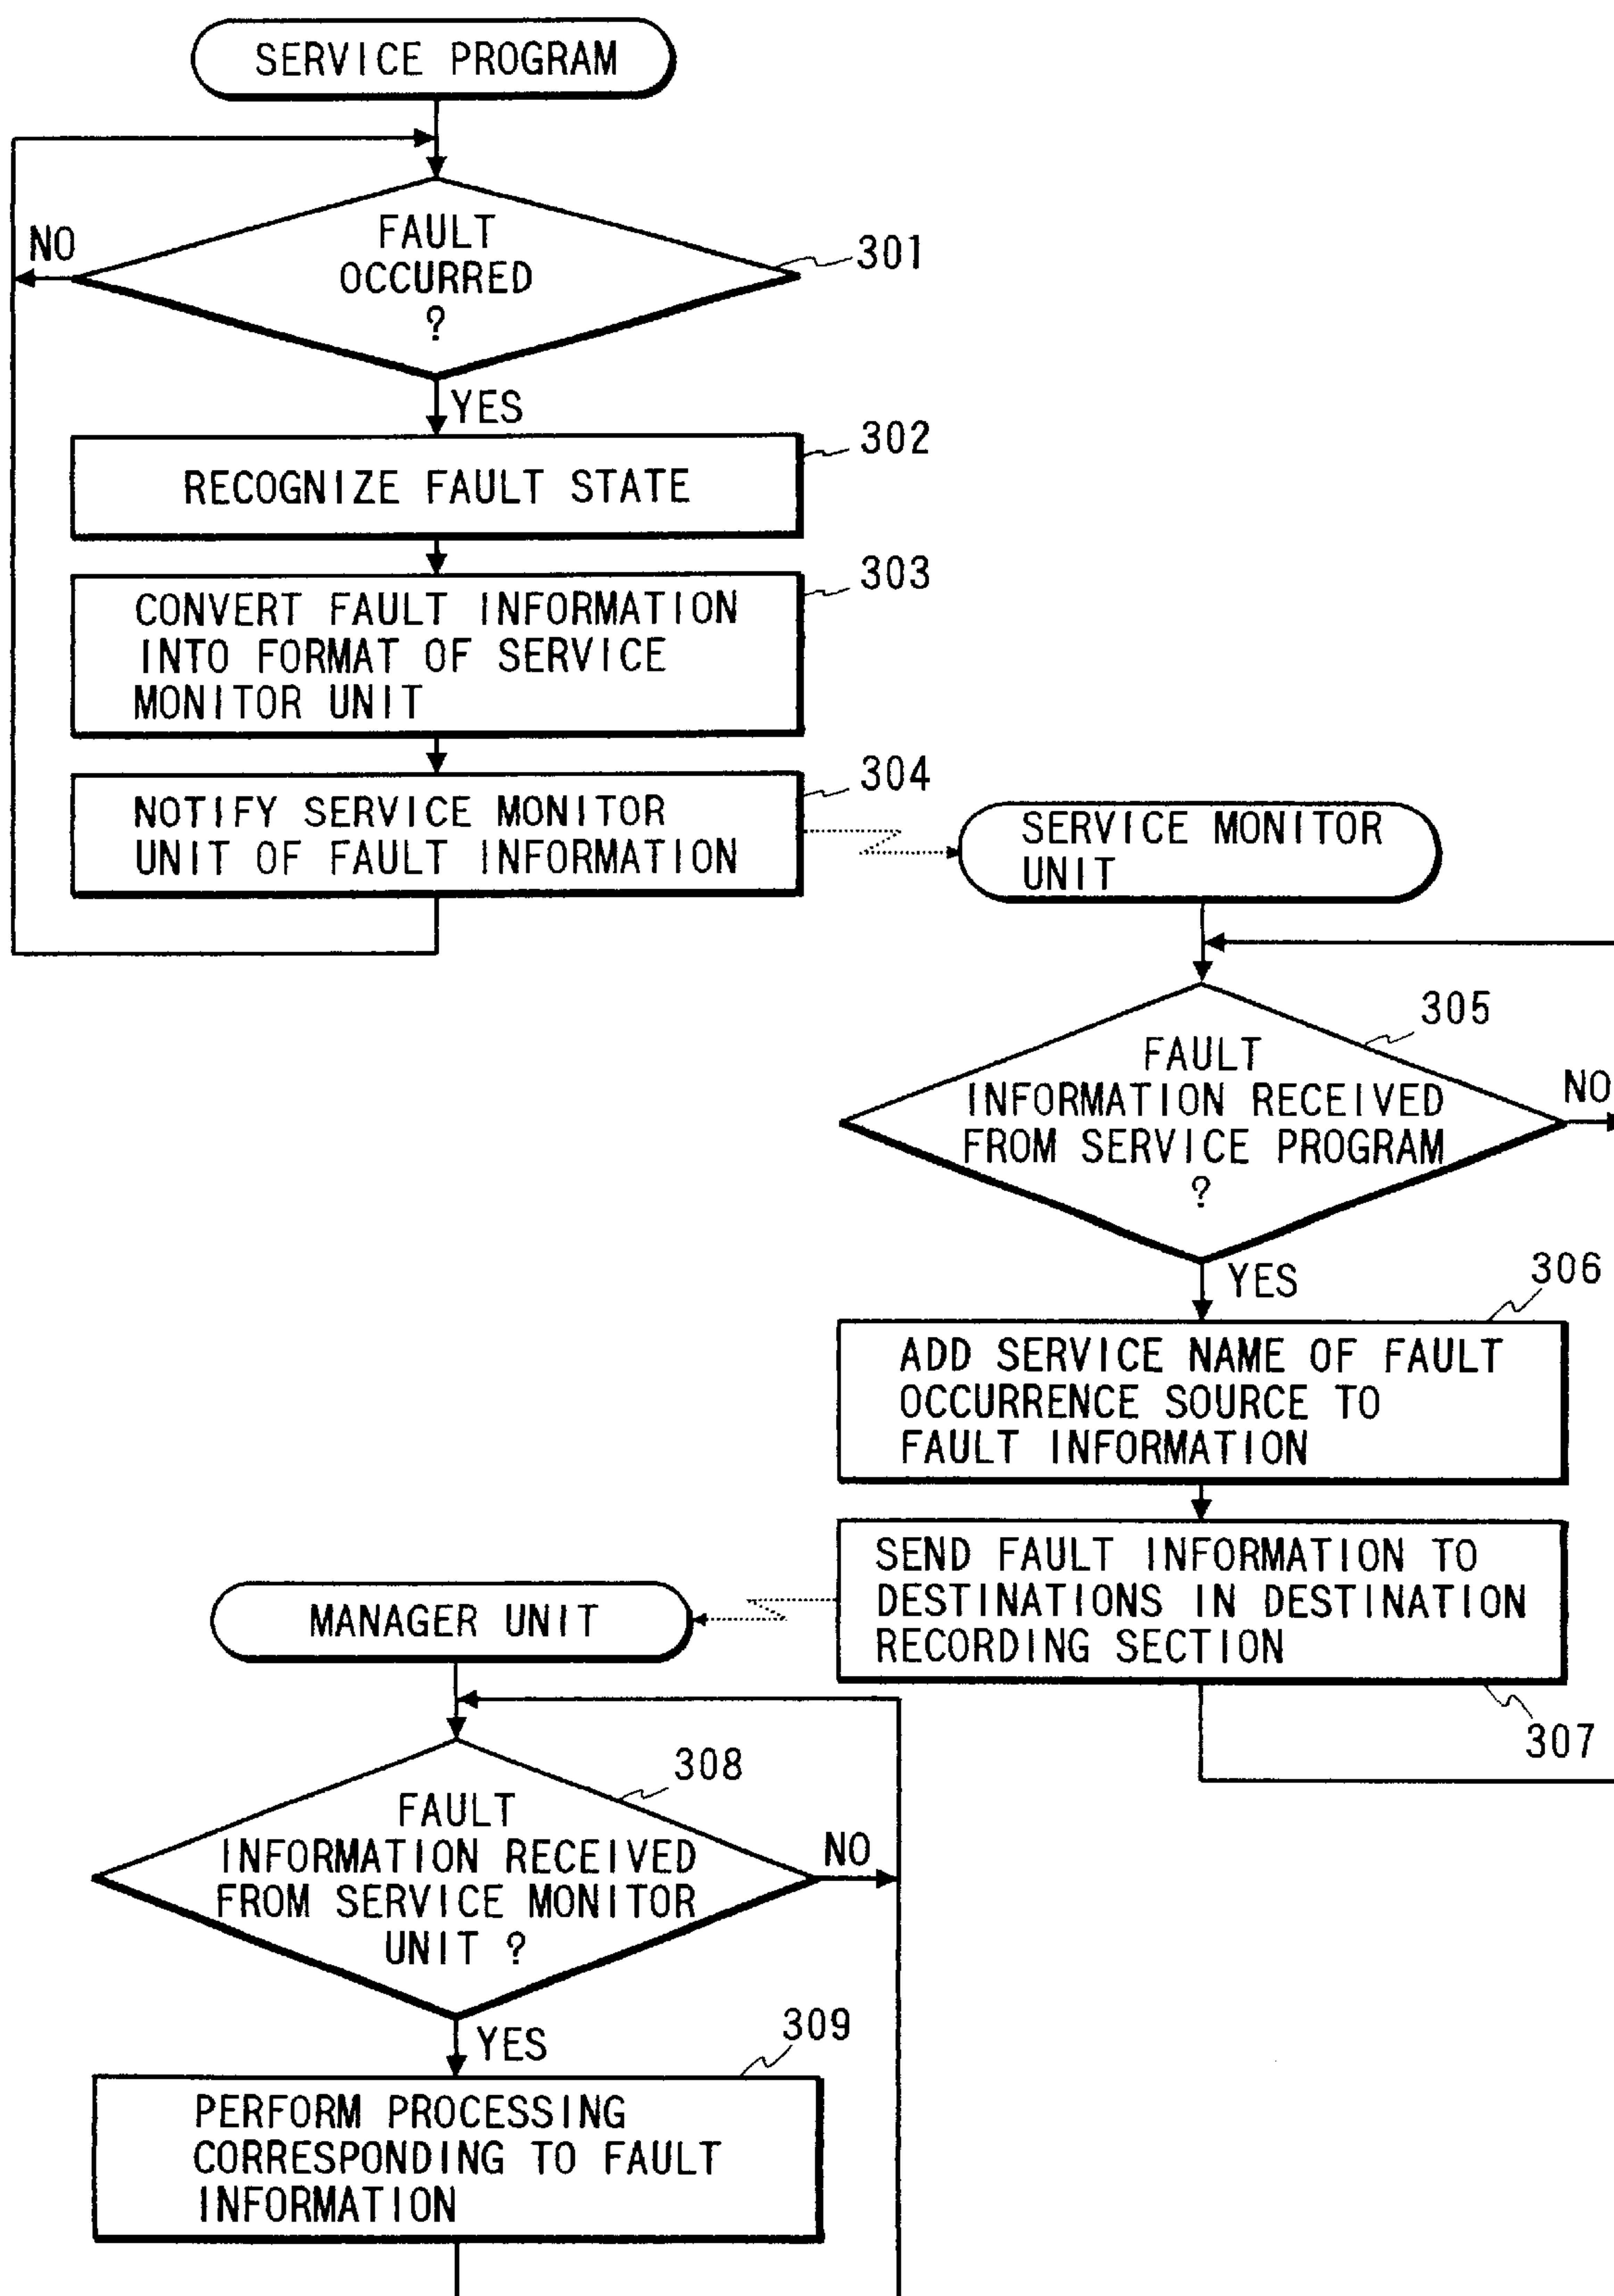 SERVICE PROGRAM
FAULT
OCCURRED
?
NO
301
YES
302
RECOGNIZE FAULT STATE
303
CONVERT FAULT INFORMATION
INTO FORMAT OF SERVICE
MONITOR UNIT
304
NOTIFY SERVICE MONITOR
UNIT OF FAULT INFORMATION
SERVICE MONITOR
UNIT
305
FAULT
INFORMATION RECEIVED
FROM SERVICE PROGRAM
?
NO
YES
306
ADD SERVICE NAME OF FAULT
OCCURRENCE SOURCE TO
FAULT INFORMATION
SEND FAULT INFORMATION TO
DESTINATIONS IN DESTINATION
RECORDING SECTION
307
MANAGER UNIT
308
FAULT
INFORMATION RECEIVED
FROM SERVICE MONITOR
UNIT ?
NO
YES
309
PERFORM PROCESSING
CORRESPONDING TO FAULT
INFORMATION